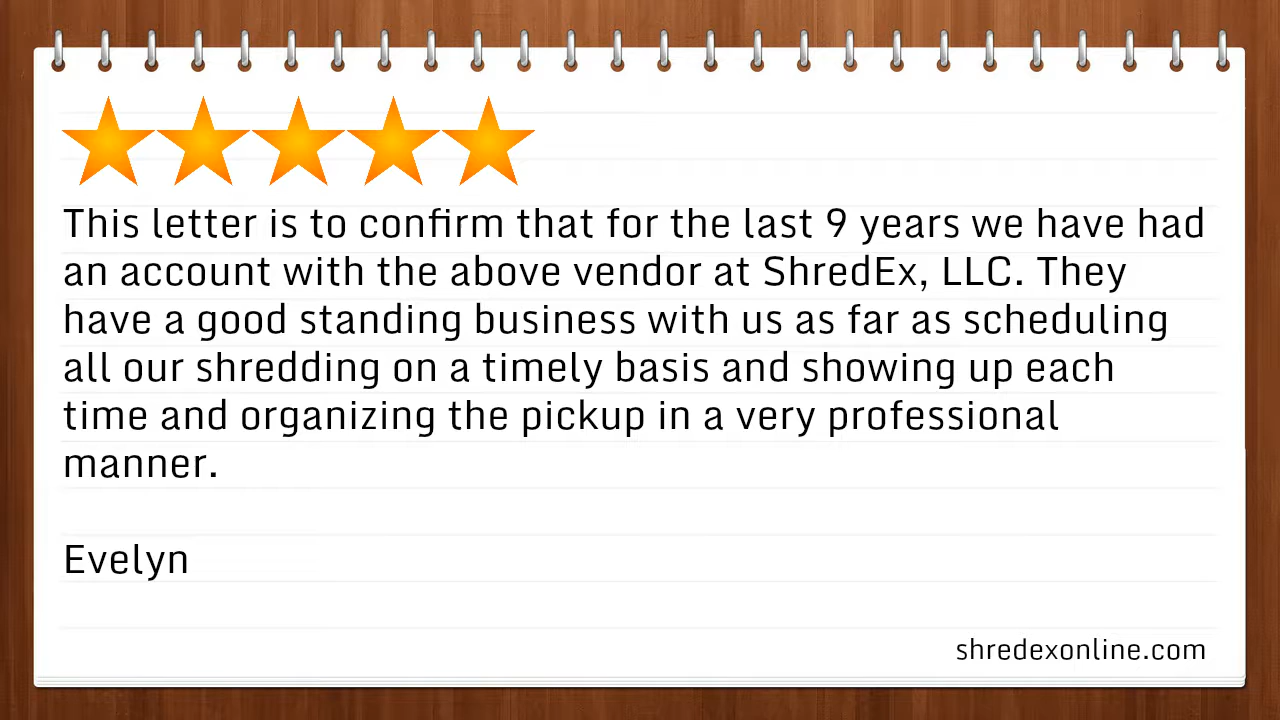 This letter is to confirm that for the last 9 years we have had
an account with the above vendor at ShredEx, LLC. They
have a good standing business with us as far as scheduling
all our shredding on a timely basis and showing up each
time and organizing the pickup in a very professional
manner.
Evelyn
shredexonline.com